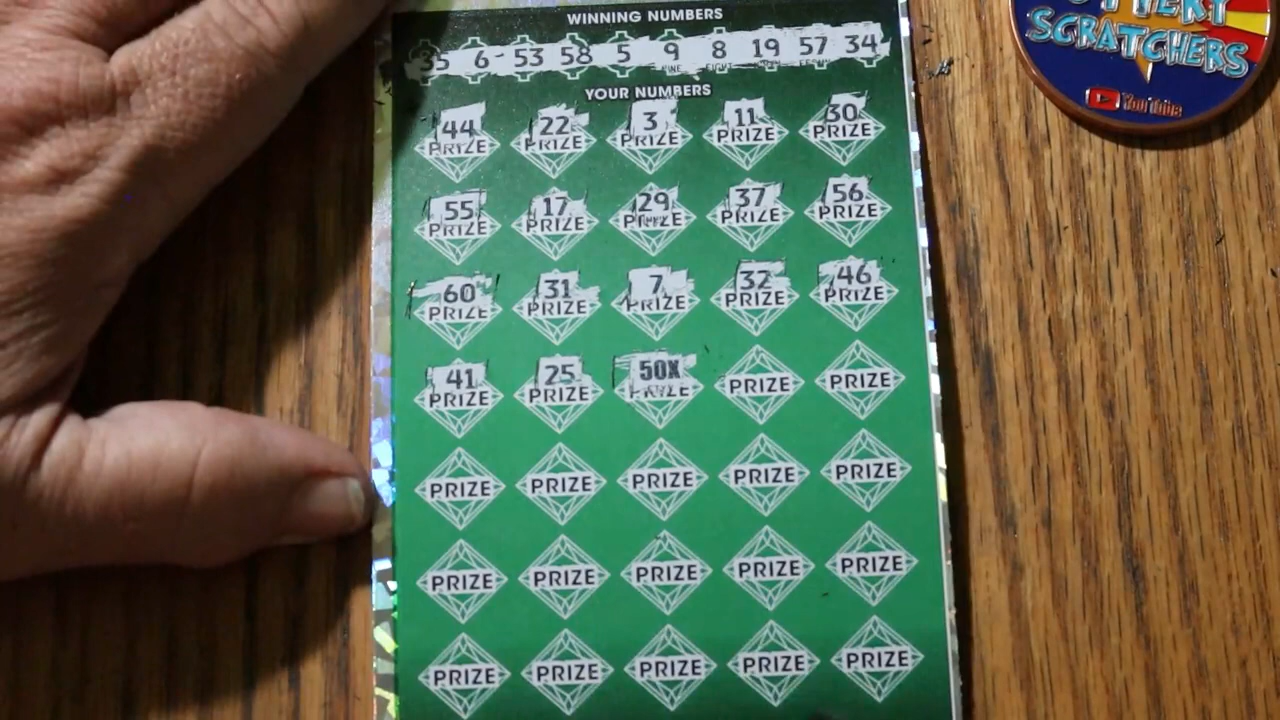 WINNING NUMBERS
35 6 53 58 5 9 8 19 57 34
YOUR NUMBERS
44 22 3 11 30
PRIZE PRIZE PRIZE PRIZE PRIZE
55 17 29 37 56
PRIZE PRIZE PRIZE PRIZE PRIZE
60 31 7 32 46
PRIZE PRIZE PRIZE PRIZE PRIZE
41 25 50X
PRIZE PRIZE PRIZE PRIZE PRIZE
PRIZE PRIZE PRIZE PRIZE PRIZE
PRIZE PRIZE PRIZE PRIZE PRIZE
PRIZE PRIZE PRIZE PRIZE PRIZE
SCRATCHERS
YouTube